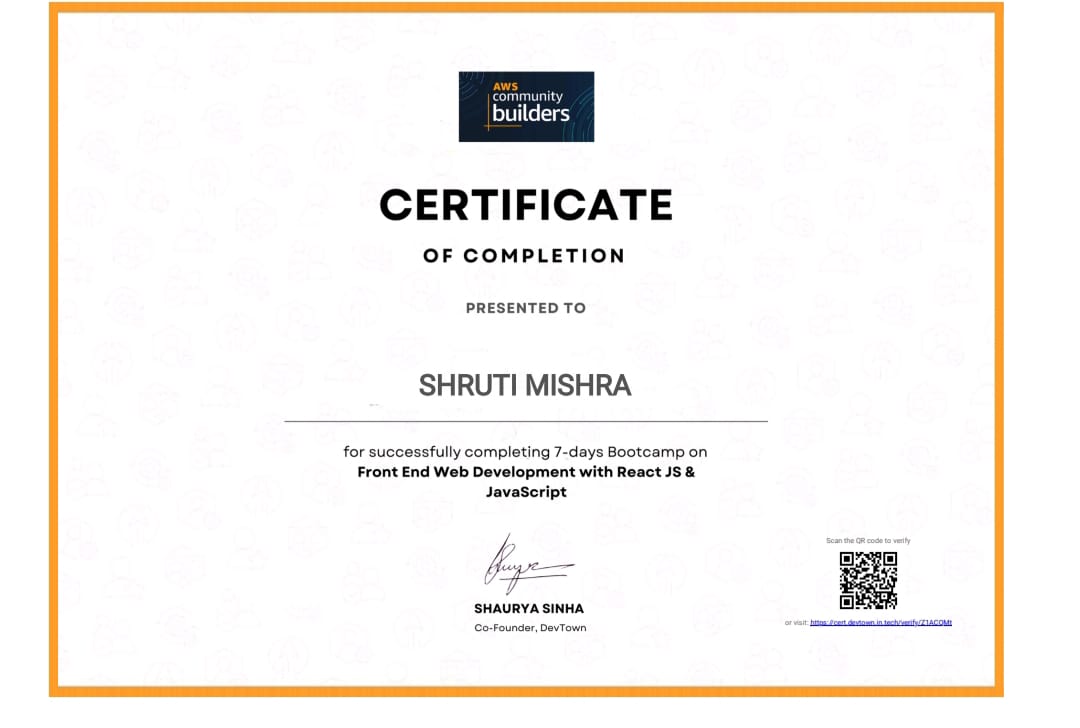 AWS
community
builders
CERTIFICATE
OF COMPLETION
PRESENTED TO
SHRUTI MISHRA
for successfully completing 7-days Bootcamp on
Front End Web Development with React JS &
JavaScript
SHAURYA SINHA
Co-Founder, DevTown
Scan the QR code to verify
or visit: https://cert.devtown.in.tech/verify/Z1ACQMt